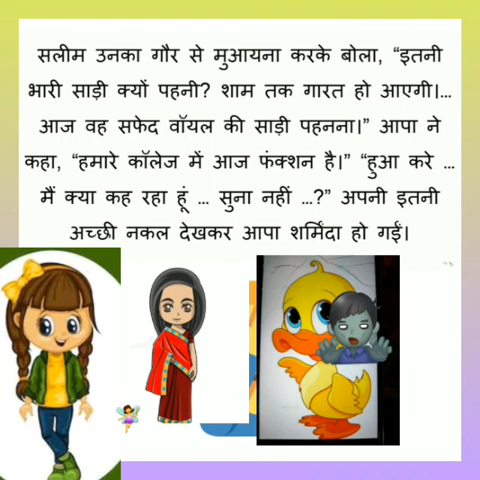 सलीम उनका गौर से मुआयना करके बोला, “इतनी
भारी साड़ी क्यों पहनी? शाम तक गारत हो आएगी।...
आज वह सफेद वॉयल की साड़ी पहनना।” आपा ने
कहा, “हमारे कॉलेज में आज फंक्शन है।” “हुआ करे ...
मैं क्या कह रहा हूं ... सुना नहीं ...?” अपनी इतनी
अच्छी नकल देखकर आपा शर्मिंदा हो गईं।